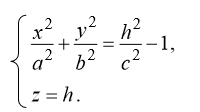 x²/a² + y²/b² = h²/c² − 1,
z = h.